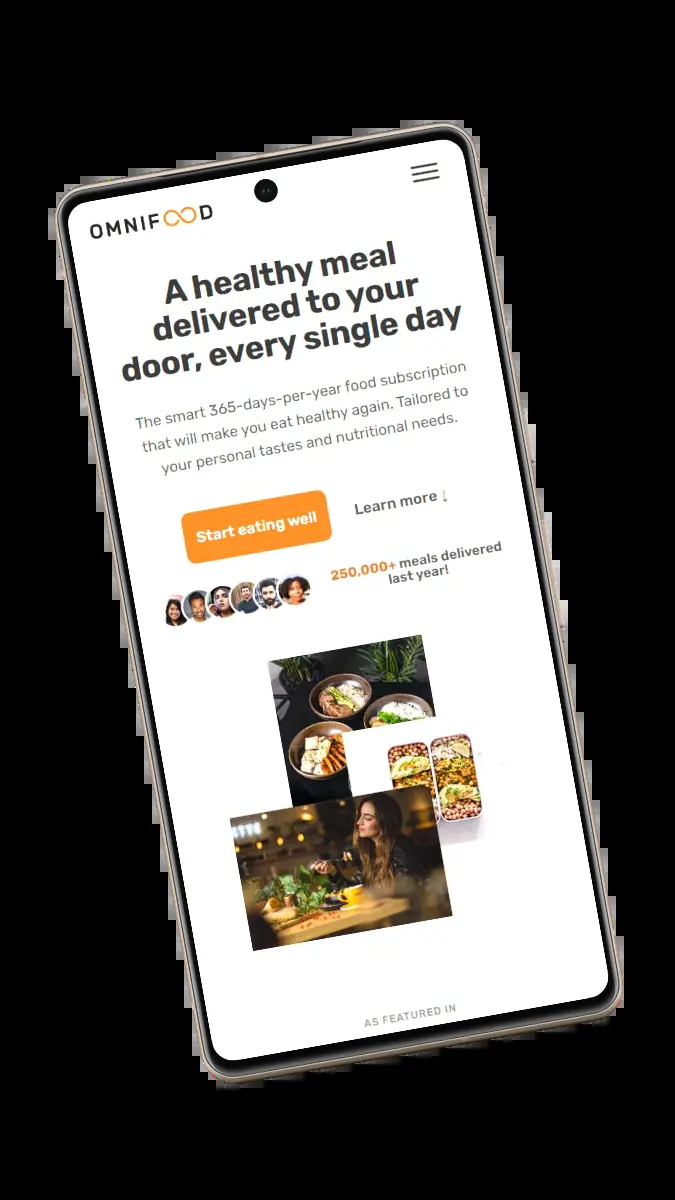 OMNIFOOD
A healthy meal
delivered to your
door, every single day
The smart 365-days-per-year food subscription
that will make you eat healthy again. Tailored to
your personal tastes and nutritional needs.
Start eating well
Learn more ↓
250,000+ meals delivered
last year!
AS FEATURED IN